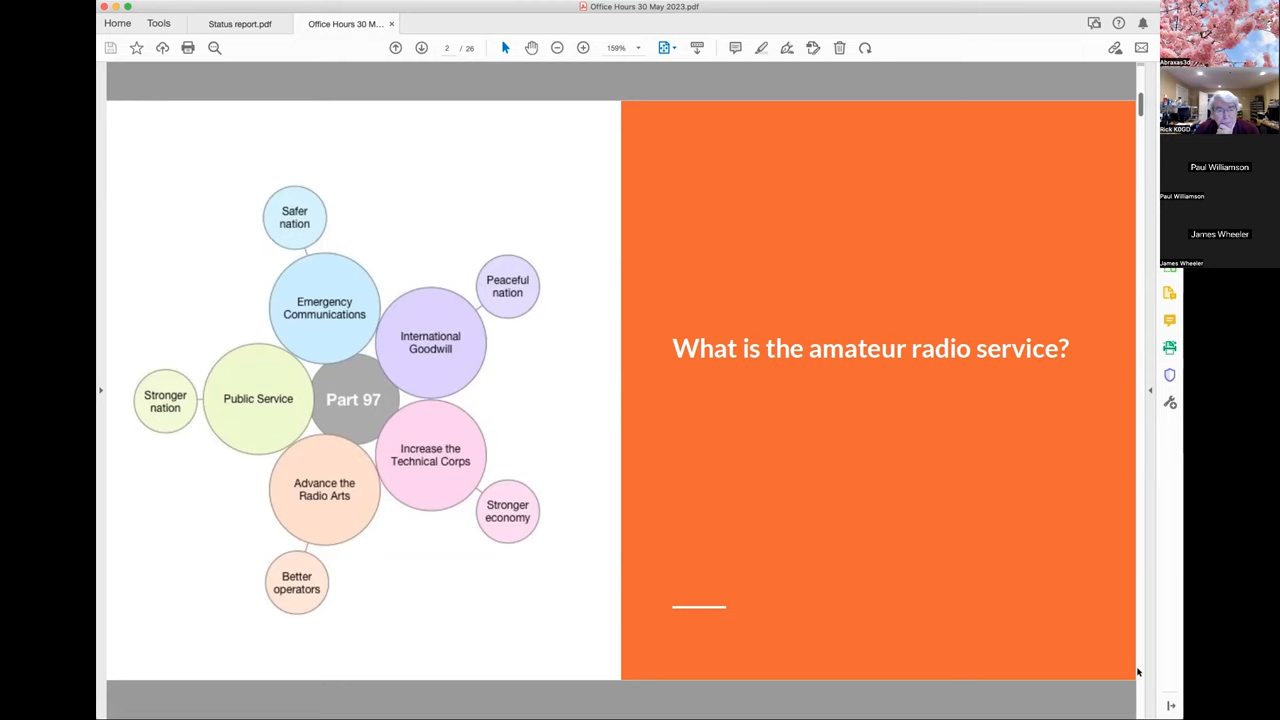 Office Hours 30 May 2023.pdf
Home
Tools
Status report.pdf
Office Hours 30 M...
2 / 26
159%
Safer
nation
Emergency
Communications
Peaceful
nation
International
Goodwill
Stronger
nation
Public Service
Part 97
Increase the
Technical Corps
Advance the
Radio Arts
Stronger
economy
Better
operators
What is the amateur radio service?
Abraxas3d
Rick K0GD
Paul Williamson
Paul Williamson
James Wheeler
James Wheeler